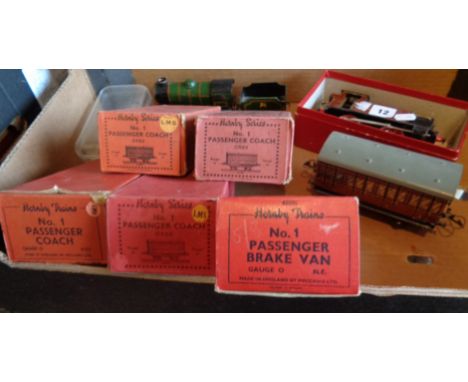 Hornby Series
L.M.S
No. 1
PASSENGER COACH
Hornby Series
No. 1
PASSENGER COACH
12
Hornby Trains
No. 1
PASSENGER
COACH
GAUGE O
Hornby Series
LMS
No. 1
PASSENGER COACH
Hornby Trains
No. 1
PASSENGER
BRAKE VAN
GAUGE O N.E.
MADE IN ENGLAND BY MECCANO LTD.